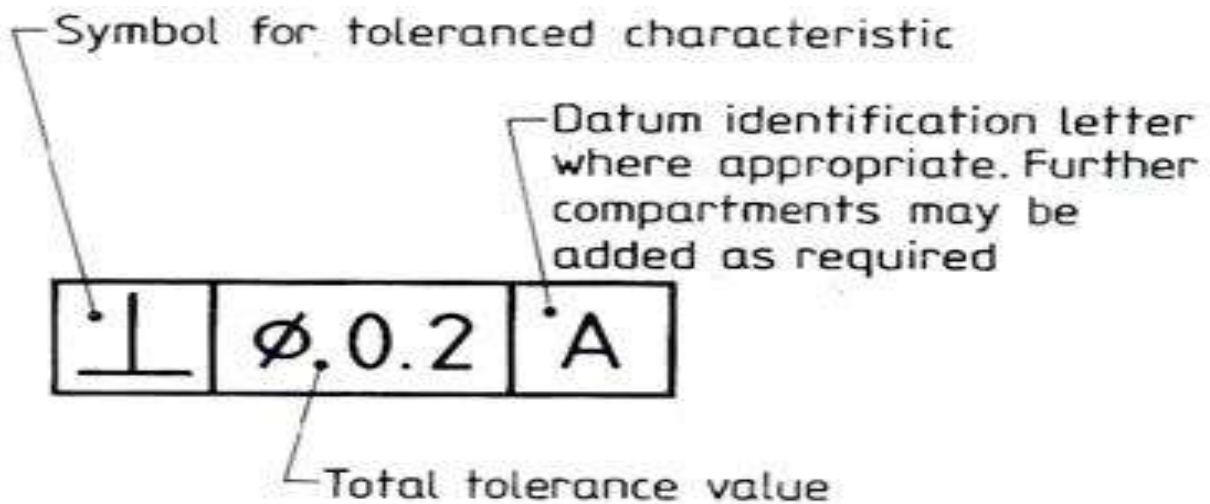 Symbol for toleranced characteristic
Datum identification letter
where appropriate. Further
compartments may be
added as required
⊥ ⌀ 0.2 A
Total tolerance value